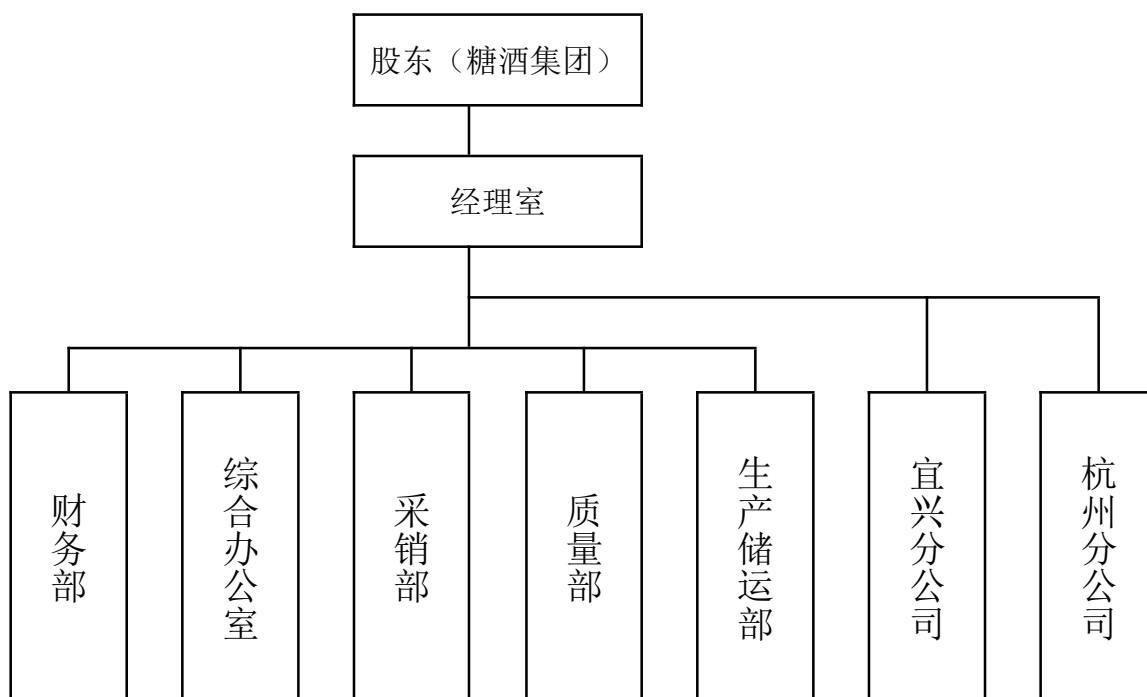 股东（糖酒集团）
经理室
财务部
综合办公室
采销部
质量部
生产储运部
宜兴分公司
杭州分公司